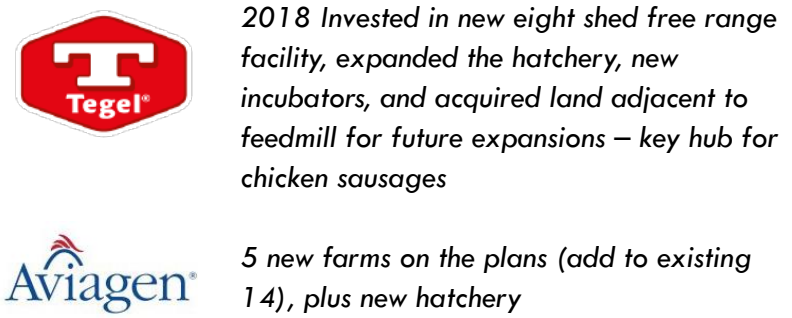 T
Tegel®
2018 Invested in new eight shed free range
facility, expanded the hatchery, new
incubators, and acquired land adjacent to
feedmill for future expansions – key hub for
chicken sausages
Aviagen®
5 new farms on the plans (add to existing
14), plus new hatchery